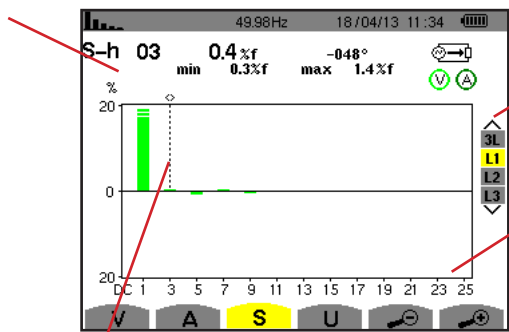 49.98Hz 18/04/13 11:34
S-h 03 0.4 %f -048°
min 0.3%f max 1.4%f
V A
%
20
3L
L1
L2
L3
0
20
DC 1 3 5 7 9 11 13 15 17 19 21 23 25
V A S U